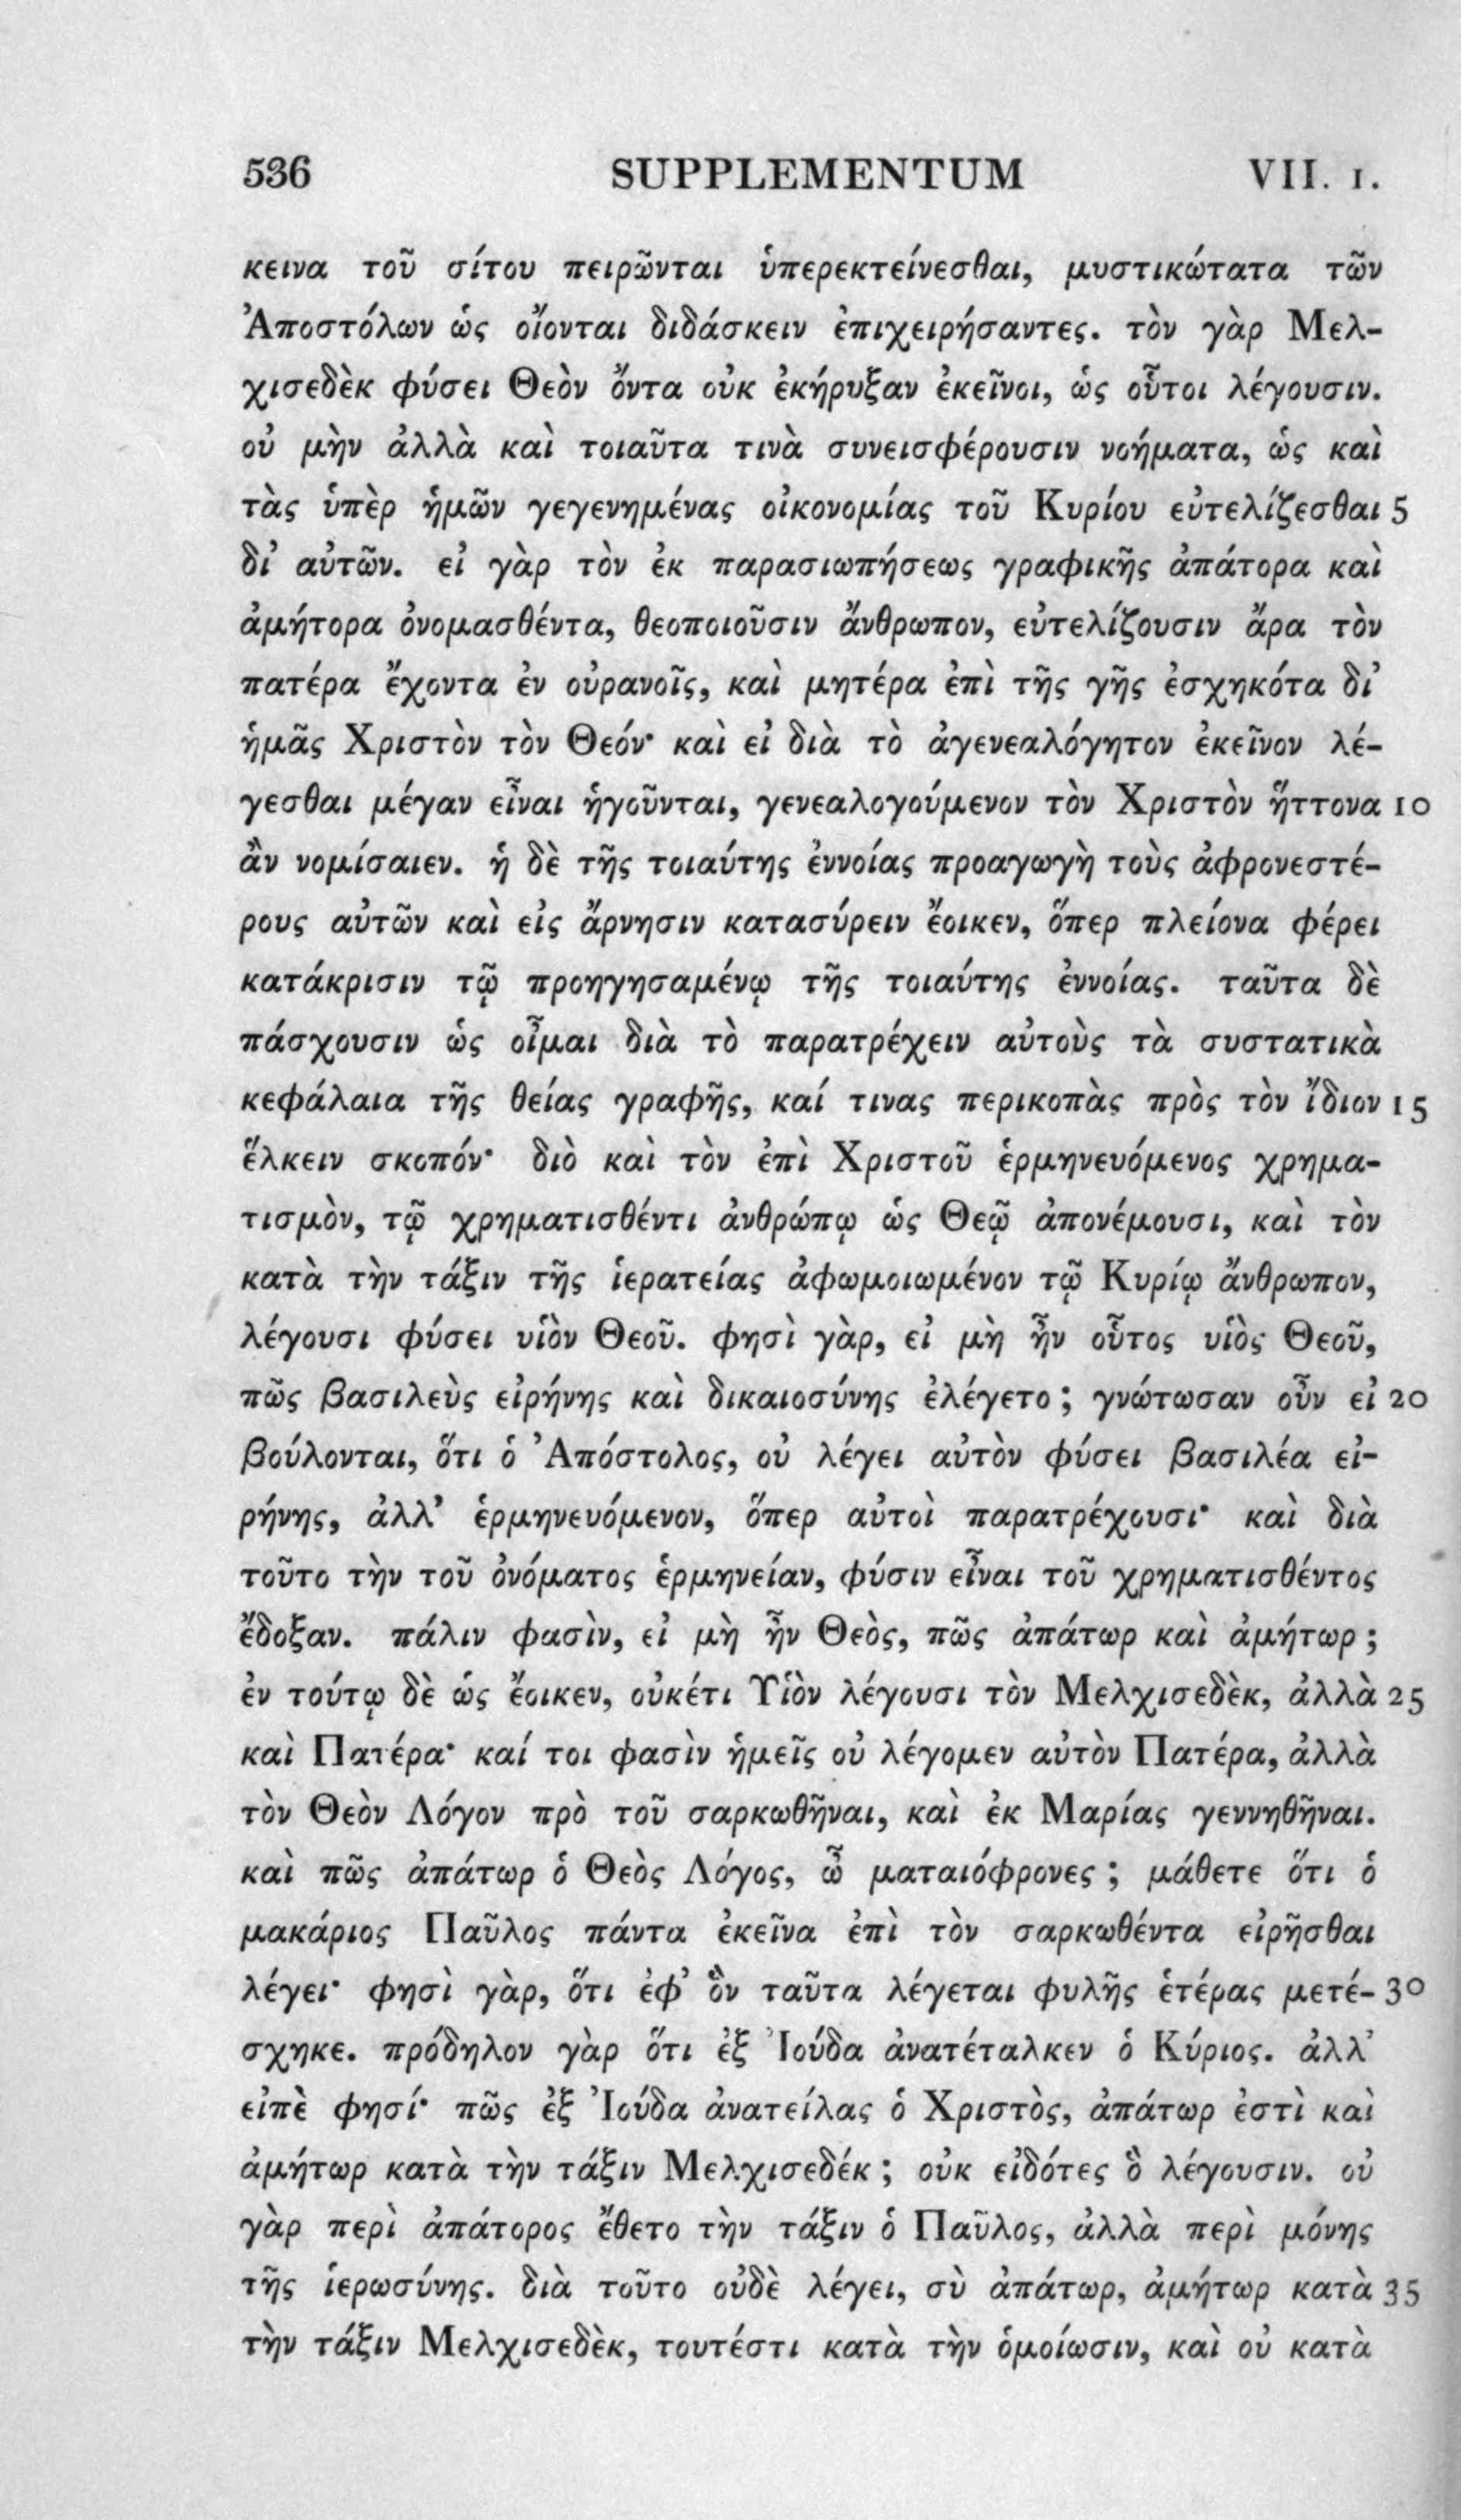 536 SUPPLEMENTUM VII. 1.
κεινα τοῦ σίτου πειρῶνται ὑπερεκτείνεσθαι, μυστικώτατα τῶν
Ἀποστόλων ὡς οἴονται διδάσκειν ἐπιχειρήσαντες. τὸν γὰρ Μελ-
χισεδὲκ φύσει Θεὸν ὄντα οὐκ ἐκήρυξαν ἐκεῖνοι, ὡς οὗτοι λέγουσιν.
οὐ μὴν ἀλλὰ καὶ τοιαῦτα τινὰ συνεισφέρουσιν νοήματα, ὡς καὶ
τὰς ὑπὲρ ἡμῶν γεγενημένας οἰκονομίας τοῦ Κυρίου εὐτελίζεσθαι 5
δι’ αὐτῶν. εἰ γὰρ τὸν ἐκ παρασιωπήσεως γραφικῆς ἀπάτορα καὶ
ἀμήτορα ὀνομασθέντα, θεοποιοῦσιν ἄνθρωπον, εὐτελίζουσιν ἄρα τὸν
πατέρα ἔχοντα ἐν οὐρανοῖς, καὶ μητέρα ἐπὶ τῆς γῆς ἐσχηκότα δι’
ἡμᾶς Χριστὸν τὸν Θεόν· καὶ εἰ διὰ τὸ ἀγενεαλόγητον ἐκεῖνον λέ-
γεσθαι μέγαν εἶναι ἡγοῦνται, γενεαλογούμενον τὸν Χριστὸν ἥττονα 10
ἂν νομίσαιεν. ἡ δὲ τῆς τοιαύτης ἐννοίας προαγωγὴ τοὺς ἀφρονεστέ-
ρους αὐτῶν καὶ εἰς ἄρνησιν κατασύρειν ἔοικεν, ὅπερ πλείονα φέρει
κατάκρισιν τῷ προηγησαμένῳ τῆς τοιαύτης ἐννοίας. ταῦτα δὲ
πάσχουσιν ὡς οἶμαι διὰ τὸ παρατρέχειν αὐτοὺς τὰ συστατικὰ
κεφάλαια τῆς θείας γραφῆς, καί τινας περικοπὰς πρὸς τὸν ἴδιον 15
ἕλκειν σκοπόν· διὸ καὶ τὸν ἐπὶ Χριστοῦ ἑρμηνευόμενος χρημα-
τισμὸν, τῷ χρηματισθέντι ἀνθρώπῳ ὡς Θεῷ ἀπονέμουσι, καὶ τὸν
κατὰ τὴν τάξιν τῆς ἱερατείας ἀφωμοιωμένον τῷ Κυρίῳ ἄνθρωπον,
λέγουσι φύσει υἱὸν Θεοῦ. φησὶ γὰρ, εἰ μὴ ἦν οὗτος υἱὸς Θεοῦ,
πῶς βασιλεὺς εἰρήνης καὶ δικαιοσύνης ἐλέγετο ; γνώτωσαν οὖν εἰ 20
βούλονται, ὅτι ὁ Ἀπόστολος, οὐ λέγει αὐτὸν φύσει βασιλέα εἰ-
ρήνης, ἀλλ’ ἑρμηνευόμενον, ὅπερ αὐτοὶ παρατρέχουσι· καὶ διὰ
τοῦτο τὴν τοῦ ὀνόματος ἑρμηνείαν, φύσιν εἶναι τοῦ χρηματισθέντος
ἔδοξαν. πάλιν φασὶν, εἰ μὴ ἦν Θεὸς, πῶς ἀπάτωρ καὶ ἀμήτωρ ;
ἐν τούτῳ δὲ ὡς ἔοικεν, οὐκέτι Υἱὸν λέγουσι τὸν Μελχισεδὲκ, ἀλλὰ 25
καὶ Πατέρα· καί τοι φασὶν ἡμεῖς οὐ λέγομεν αὐτὸν Πατέρα, ἀλλὰ
τὸν Θεὸν Λόγον πρὸ τοῦ σαρκωθῆναι, καὶ ἐκ Μαρίας γεννηθῆναι.
καὶ πῶς ἀπάτωρ ὁ Θεὸς Λόγος, ὦ ματαιόφρονες ; μάθετε ὅτι ὁ
μακάριος Παῦλος πάντα ἐκεῖνα ἐπὶ τὸν σαρκωθέντα εἰρῆσθαι
λέγει· φησὶ γὰρ, ὅτι ἐφ’ ὃν ταῦτα λέγεται φυλῆς ἑτέρας μετέ- 30
σχηκε. πρόδηλον γὰρ ὅτι ἐξ Ἰούδα ἀνατέταλκεν ὁ Κύριος. ἀλλ’
εἰπὲ φησί· πῶς ἐξ Ἰούδα ἀνατείλας ὁ Χριστὸς, ἀπάτωρ ἐστὶ καὶ
ἀμήτωρ κατὰ τὴν τάξιν Μελχισεδέκ ; οὐκ εἰδότες ὃ λέγουσιν. οὐ
γὰρ περὶ ἀπάτορος ἔθετο τὴν τάξιν ὁ Παῦλος, ἀλλὰ περὶ μόνης
τῆς ἱερωσύνης. διὰ τοῦτο οὐδὲ λέγει, σὺ ἀπάτωρ, ἀμήτωρ κατὰ 35
τὴν τάξιν Μελχισεδὲκ, τουτέστι κατὰ τὴν ὁμοίωσιν, καὶ οὐ κατὰ